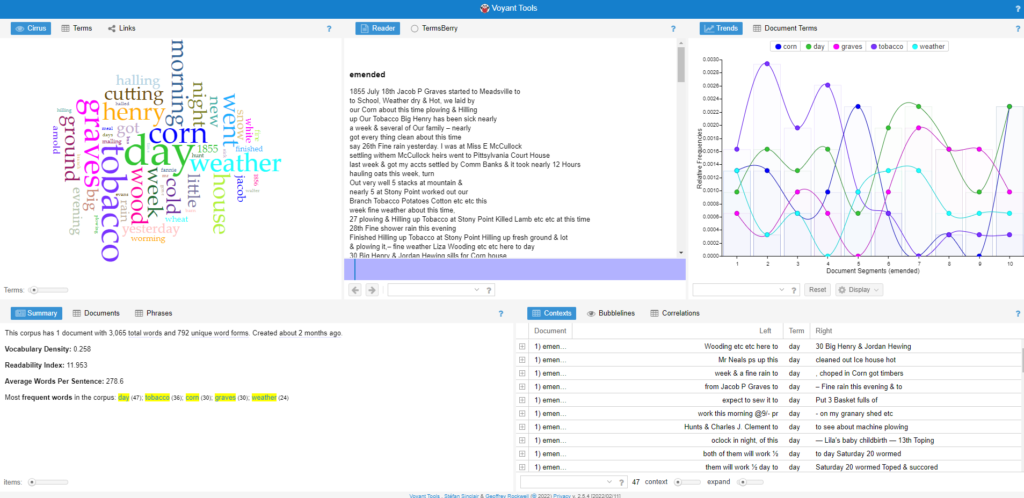 Voyant Tools
?
Cirrus
Terms
Links
?
morning
halling
cutting
night
new
henry
went
snow
while
graves
got
corn
ground
arnold
day
1855
finished
weather
tobacco
big
wood
week
cold
little
house
jacob
evening
rain
wheat
yesterday
worming
Terms:
Reader
TermsBerry
?
emended
1855 July 18th Jacob P Graves started to Meadsville to
to School, Weather dry & Hot, we laid by
our Corn about this time plowing & Hilling
up Our Tobacco Big Henry has been sick nearly
a week & several of Our family – nearly
got every thing clean about this time
say 26th Fine rain yesterday. I was at Miss E McCullock
settling withem McCullock heirs went to Pittsylvania Court House
last week & got my accts settled by Comm Banks & it took nearly 12 Hours
hauling oats this week, turn
Out very well 5 stacks at mountain &
nearly 5 at Stony Point worked out our
Branch Tobacco Potatoes Cotton etc etc this
week fine weather about this time,
27 plowing & Hilling up Tobacco at Stony Point Killed Lamb etc etc at this time
28th Fine shower rain this evening
Finished Hilling up Tobacco at Stony Point Hilling up fresh ground & lot
& plowing it,– fine weather Liza Wooding etc etc here to day
30 Big Henry & Jordan Hewing sills for Corn house
?
Trends
Document Terms
?
corn day graves tobacco weather
Relative Frequencies
0.0030
0.0028
0.0026
0.0024
0.0022
0.0020
0.0018
0.0016
0.0014
0.0012
0.0010
0.0008
0.0006
0.0004
0.0002
0.0000
1 2 3 4 5 6 7 8 9 10
Document Segments (emended)
?
Reset
Display
Summary
Documents
Phrases
?
This corpus has 1 document with 3,065 total words and 792 unique word forms. Created about 2 months ago.
Vocabulary Density: 0.258
Readability Index: 11.953
Average Words Per Sentence: 278.6
Most frequent words in the corpus: day (47); tobacco (36); corn (30); graves (30); weather (24)
items:
Contexts
Bubblelines
Correlations
?
Document Left Term Right
1) emen... Wooding etc etc here to day 30 Big Henry & Jordan Hewing
1) emen... Mr Neals ps up this day cleaned out Ice house hot
1) emen... week & a fine rain to day , choped in Corn got timbers
1) emen... from Jacob P Graves to day – Fine rain this evening & to
1) emen... expect to sew it to day Put 3 Basket fulls of
1) emen... work this morning @9/- pr day - on my granary shed etc
1) emen... Hunts & Charles J. Clement to day to see about machine plowing
1) emen... oclock in night, of this day — Lila's baby childbirth — 13th Toping
1) emen... both of them will work ½ day to day Saturday 20 wormed
1) emen... them will work ½ day to day Saturday 20 wormed Toped & succored
? 47 context expand
Voyant Tools , Stéfan Sinclair & Geoffrey Rockwell (© 2022) Privacy v. 2.5.4 (2022/02/11)